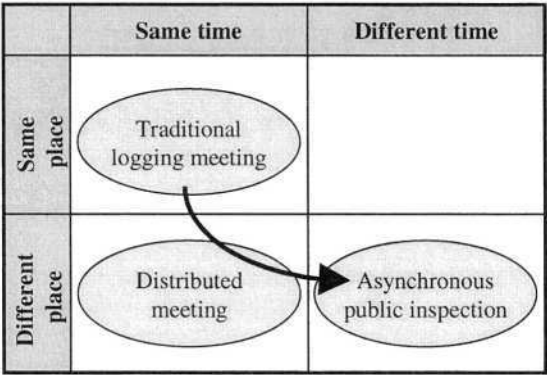 Same time
Different time
Same
place
Traditional
logging meeting
Different
place
Distributed
meeting
Asynchronous
public inspection